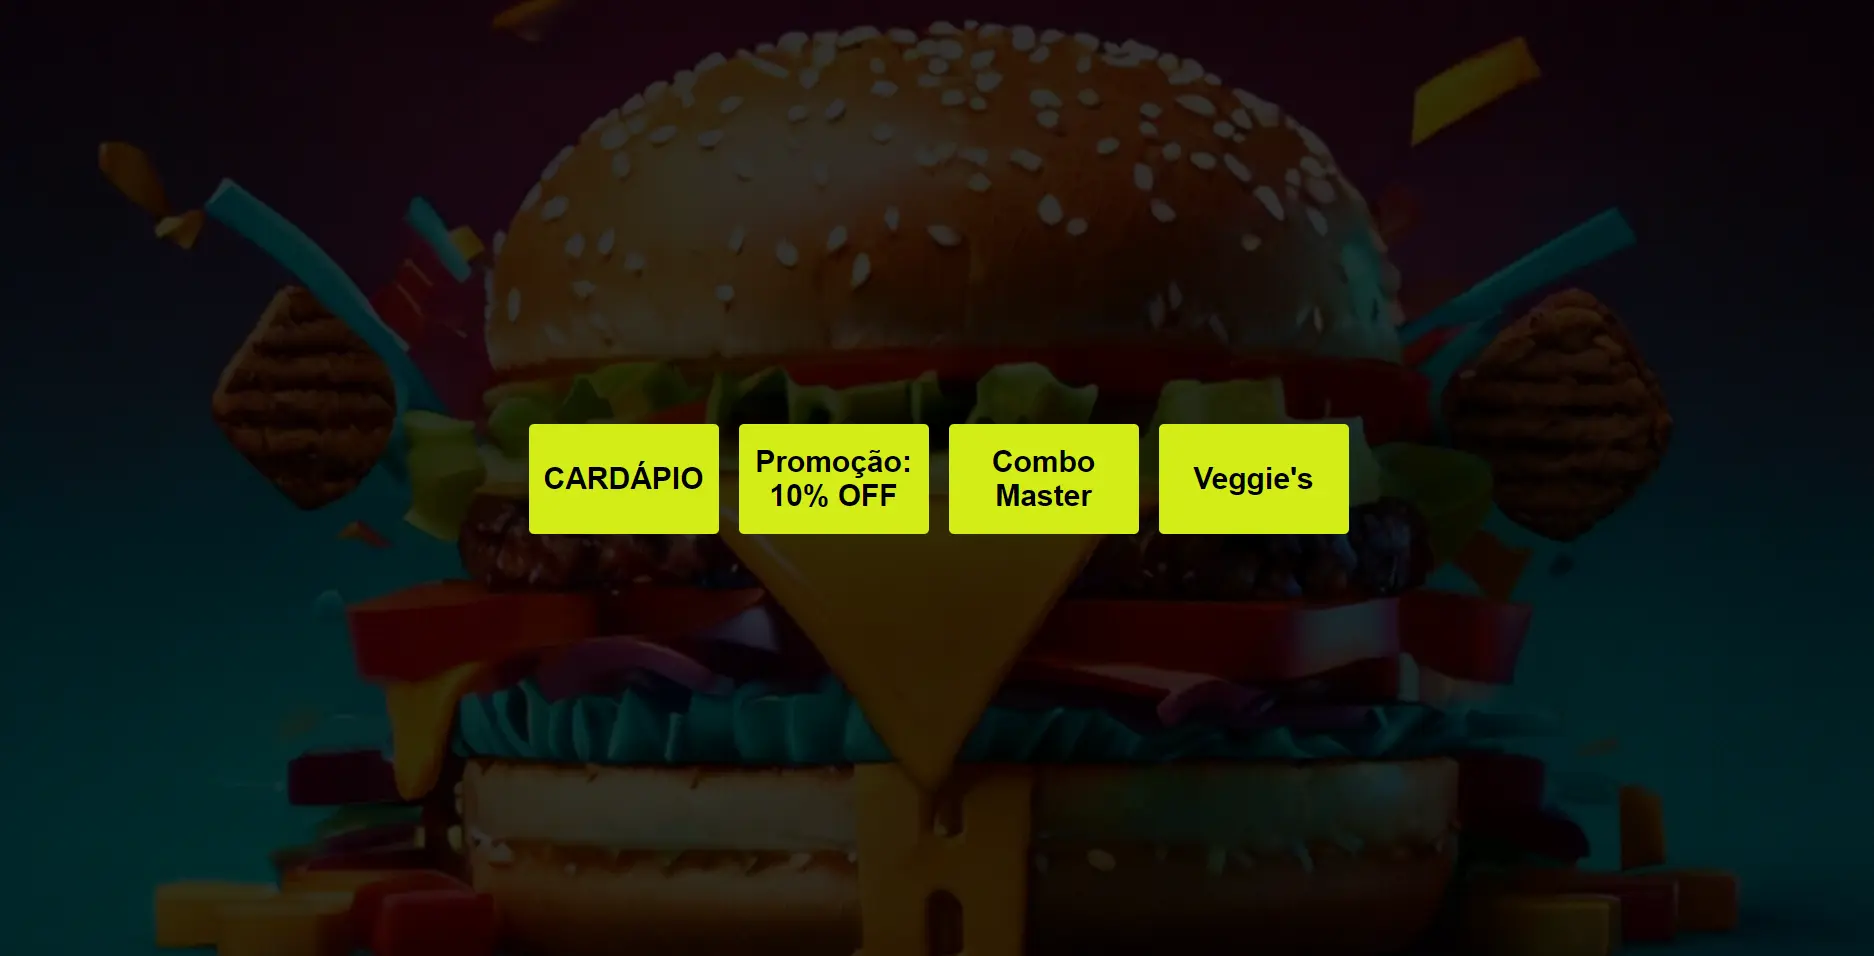 CARDÁPIO
Promoção:
10% OFF
Combo
Master
Veggie's